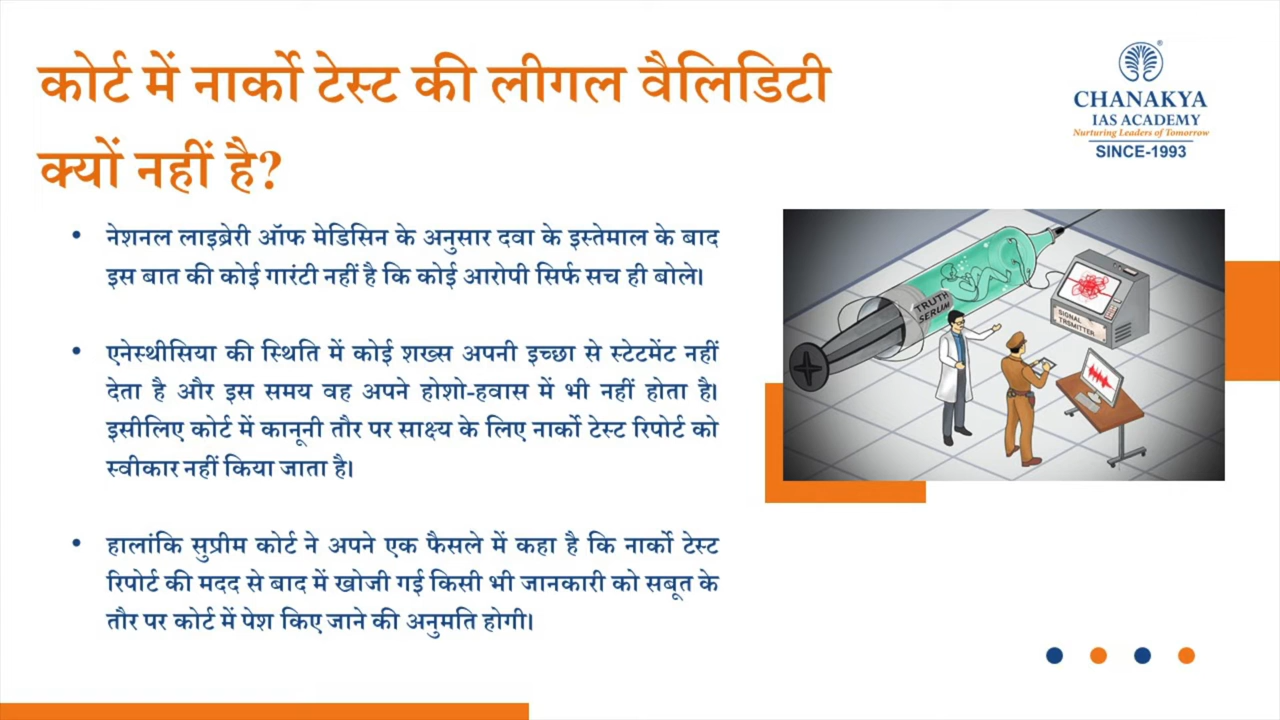 कोर्ट में नार्को टेस्ट की लीगल वैलिडिटी
क्यों नहीं है?
CHANAKYA
IAS ACADEMY
Nurturing Leaders of Tomorrow
SINCE-1993
• नेशनल लाइब्रेरी ऑफ मेडिसिन के अनुसार दवा के इस्तेमाल के बाद
इस बात की कोई गारंटी नहीं है कि कोई आरोपी सिर्फ सच ही बोले।
• एनेस्थीसिया की स्थिति में कोई शख्स अपनी इच्छा से स्टेटमेंट नहीं
देता है और इस समय वह अपने होशो-हवास में भी नहीं होता है।
इसीलिए कोर्ट में कानूनी तौर पर साक्ष्य के लिए नार्को टेस्ट रिपोर्ट को
स्वीकार नहीं किया जाता है।
• हालांकि सुप्रीम कोर्ट ने अपने एक फैसले में कहा है कि नार्को टेस्ट
रिपोर्ट की मदद से बाद में खोजी गई किसी भी जानकारी को सबूत के
तौर पर कोर्ट में पेश किए जाने की अनुमति होगी।
TRUTH
SERUM
SIGNAL
TRSMITTER